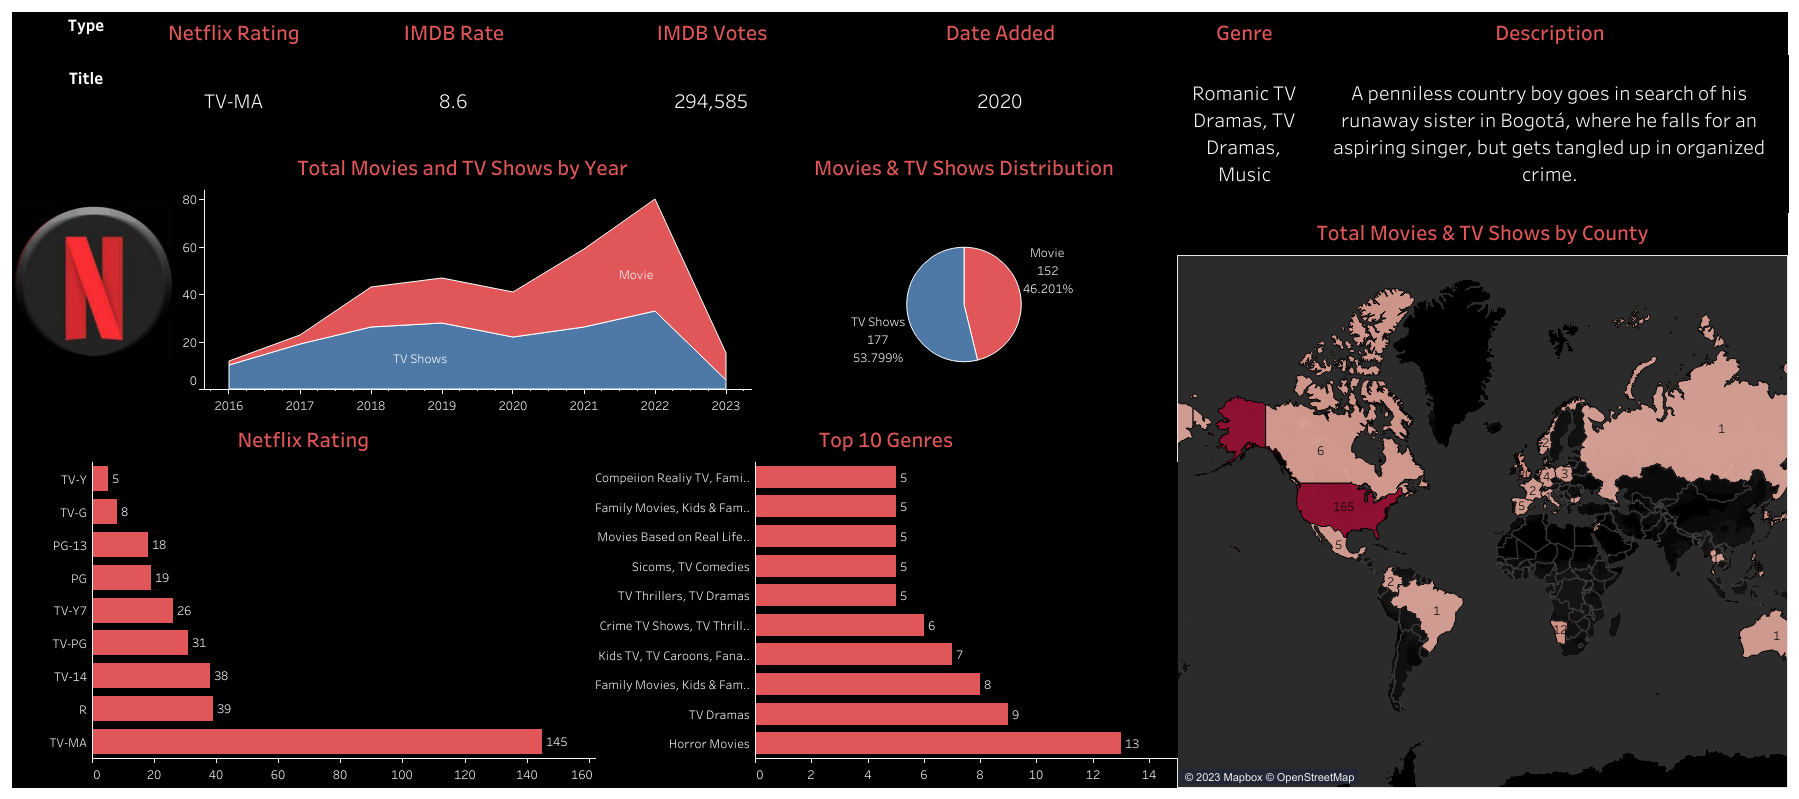 Type
Netflix Rating
IMDB Rate
IMDB Votes
Date Added
Genre
Description
Title
TV-MA
8.6
294,585
2020
Romanic TV
Dramas, TV
Dramas,
Music
A penniless country boy goes in search of his
runaway sister in Bogotá, where he falls for an
aspiring singer, but gets tangled up in organized
crime.
Total Movies and TV Shows by Year
80
60
40
20
0
Movie
TV Shows
2016
2017
2018
2019
2020
2021
2022
2023
Movies & TV Shows Distribution
Movie
152
46.201%
TV Shows
177
53.799%
N
Total Movies & TV Shows by County
6
165
5
2
1
1
2
4
3
2
5
12
1
© 2023 Mapbox © OpenStreetMap
Netflix Rating
TV-Y 5
TV-G 8
PG-13 18
PG 19
TV-Y7 26
TV-PG 31
TV-14 38
R 39
TV-MA 145
0 20 40 60 80 100 120 140 160
Top 10 Genres
Compeiion Realiy TV, Fami.. 5
Family Movies, Kids & Fam.. 5
Movies Based on Real Life.. 5
Sicoms, TV Comedies 5
TV Thrillers, TV Dramas 5
Crime TV Shows, TV Thrill.. 6
Kids TV, TV Caroons, Fana.. 7
Family Movies, Kids & Fam.. 8
TV Dramas 9
Horror Movies 13
0 2 4 6 8 10 12 14